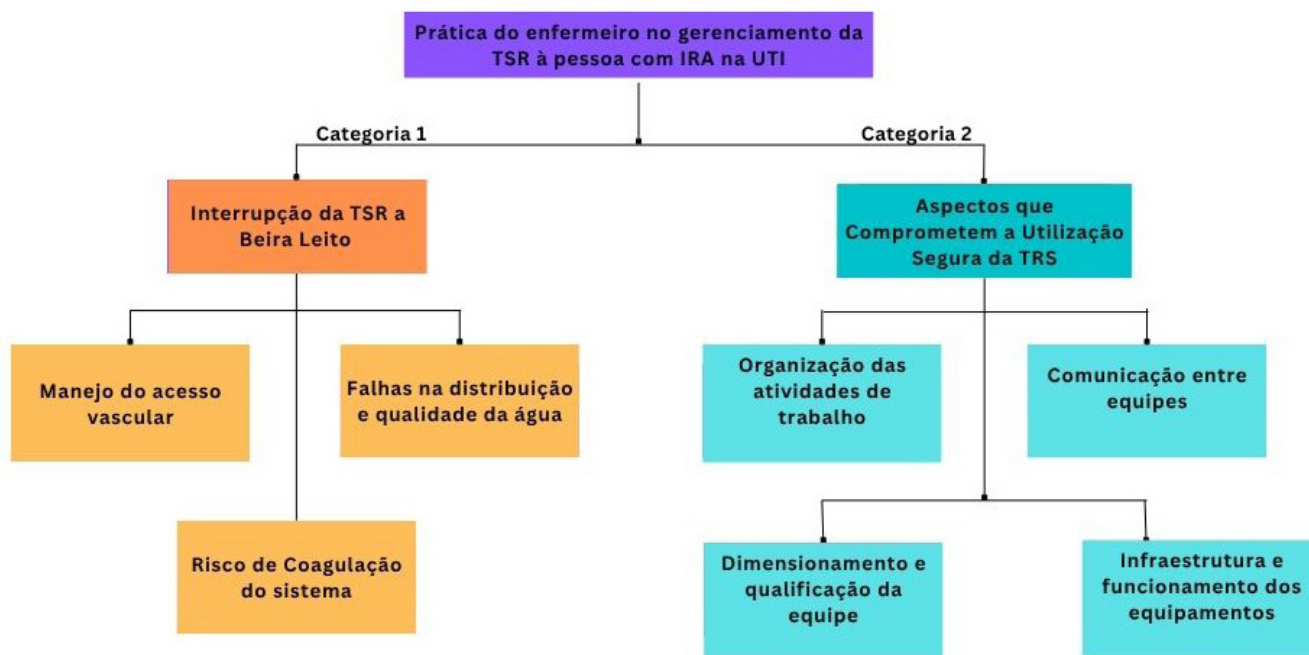 Prática do enfermeiro no gerenciamento da
TSR à pessoa com IRA na UTI
Categoria 1
Categoria 2
Interrupção da TSR a
Beira Leito
Aspectos que
Comprometem a Utilização
Segura da TRS
Manejo do acesso
vascular
Falhas na distribuição
e qualidade da água
Organização das
atividades de
trabalho
Comunicação entre
equipes
Risco de Coagulação
do sistema
Dimensionamento e
qualificação da
equipe
Infraestrutura e
funcionamento dos
equipamentos